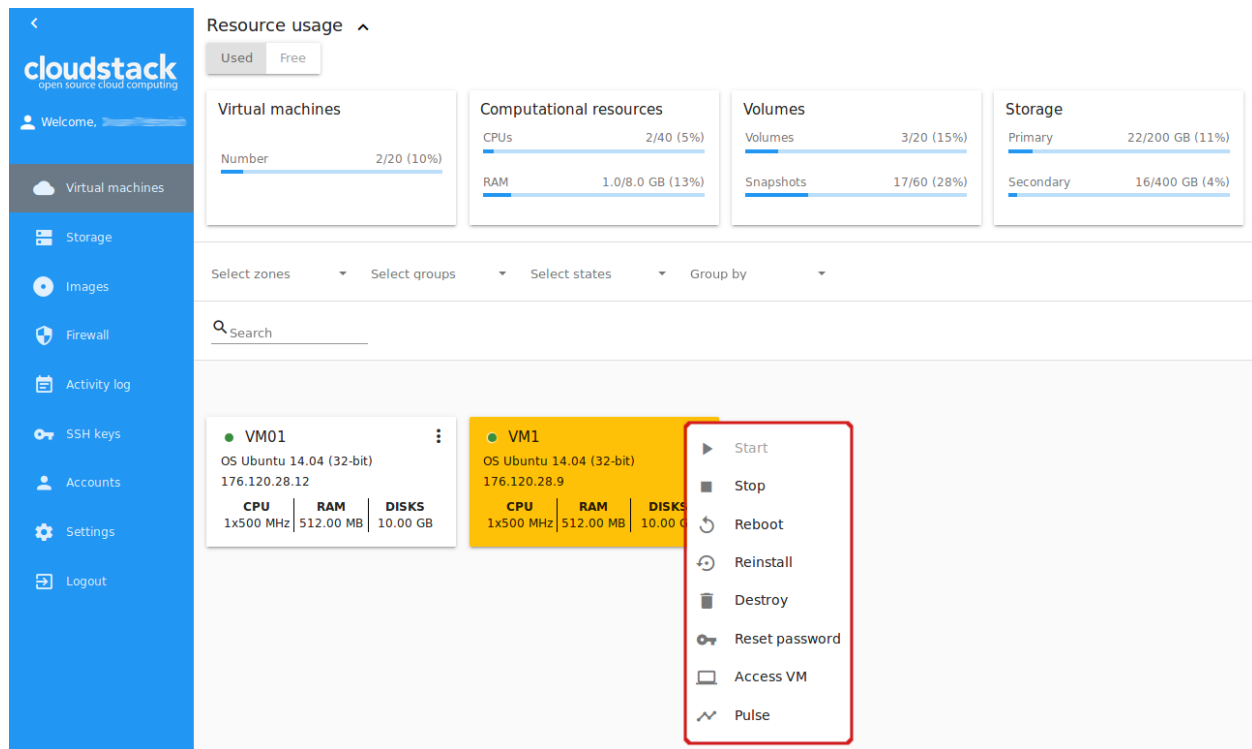 Resource usage
Used Free
cloudstack
open source cloud computing
Welcome,
Virtual machines
Storage
Images
Firewall
Activity log
SSH keys
Accounts
Settings
Logout
Virtual machines
Number 2/20 (10%)
Computational resources
CPUs 2/40 (5%)
RAM 1.0/8.0 GB (13%)
Volumes
Volumes 3/20 (15%)
Snapshots 17/60 (28%)
Storage
Primary 22/200 GB (11%)
Secondary 16/400 GB (4%)
Select zones Select groups Select states Group by
Search
VM01
OS Ubuntu 14.04 (32-bit)
176.120.28.12
CPU RAM DISKS
1x500 MHz 512.00 MB 10.00 GB
VM1
OS Ubuntu 14.04 (32-bit)
176.120.28.9
CPU RAM DISKS
1x500 MHz 512.00 MB 10.00
Start
Stop
Reboot
Reinstall
Destroy
Reset password
Access VM
Pulse